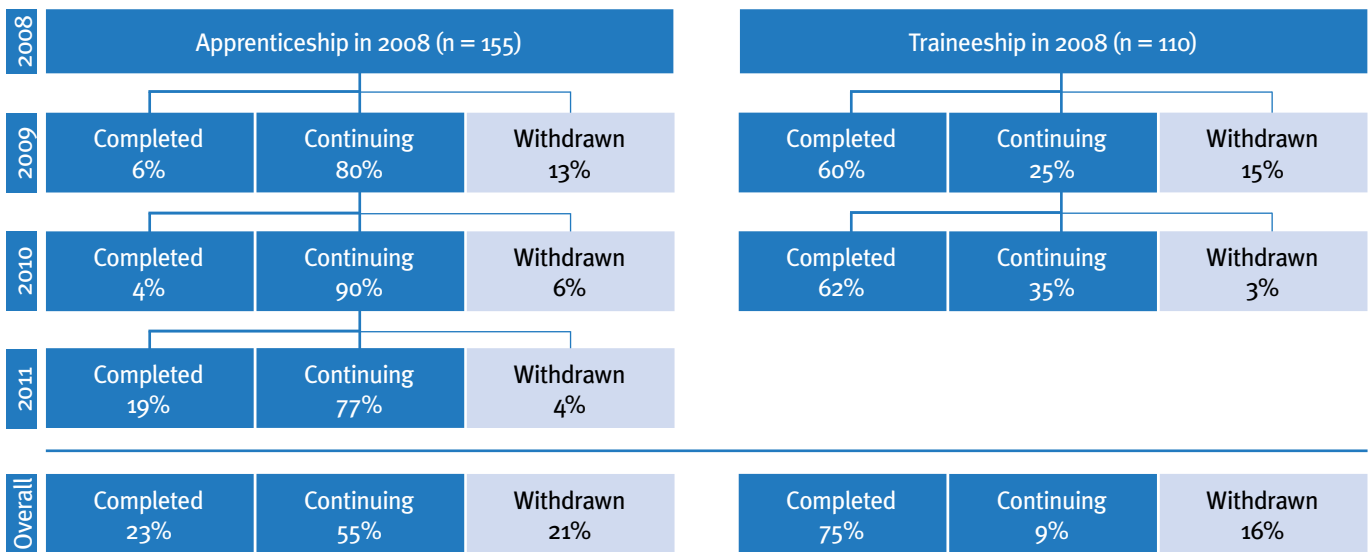 2008
Apprenticeship in 2008 (n = 155)
Traineeship in 2008 (n = 110)
2009
Completed
6%
Continuing
80%
Withdrawn
13%
Completed
60%
Continuing
25%
Withdrawn
15%
2010
Completed
4%
Continuing
90%
Withdrawn
6%
Completed
62%
Continuing
35%
Withdrawn
3%
2011
Completed
19%
Continuing
77%
Withdrawn
4%
Overall
Completed
23%
Continuing
55%
Withdrawn
21%
Completed
75%
Continuing
9%
Withdrawn
16%